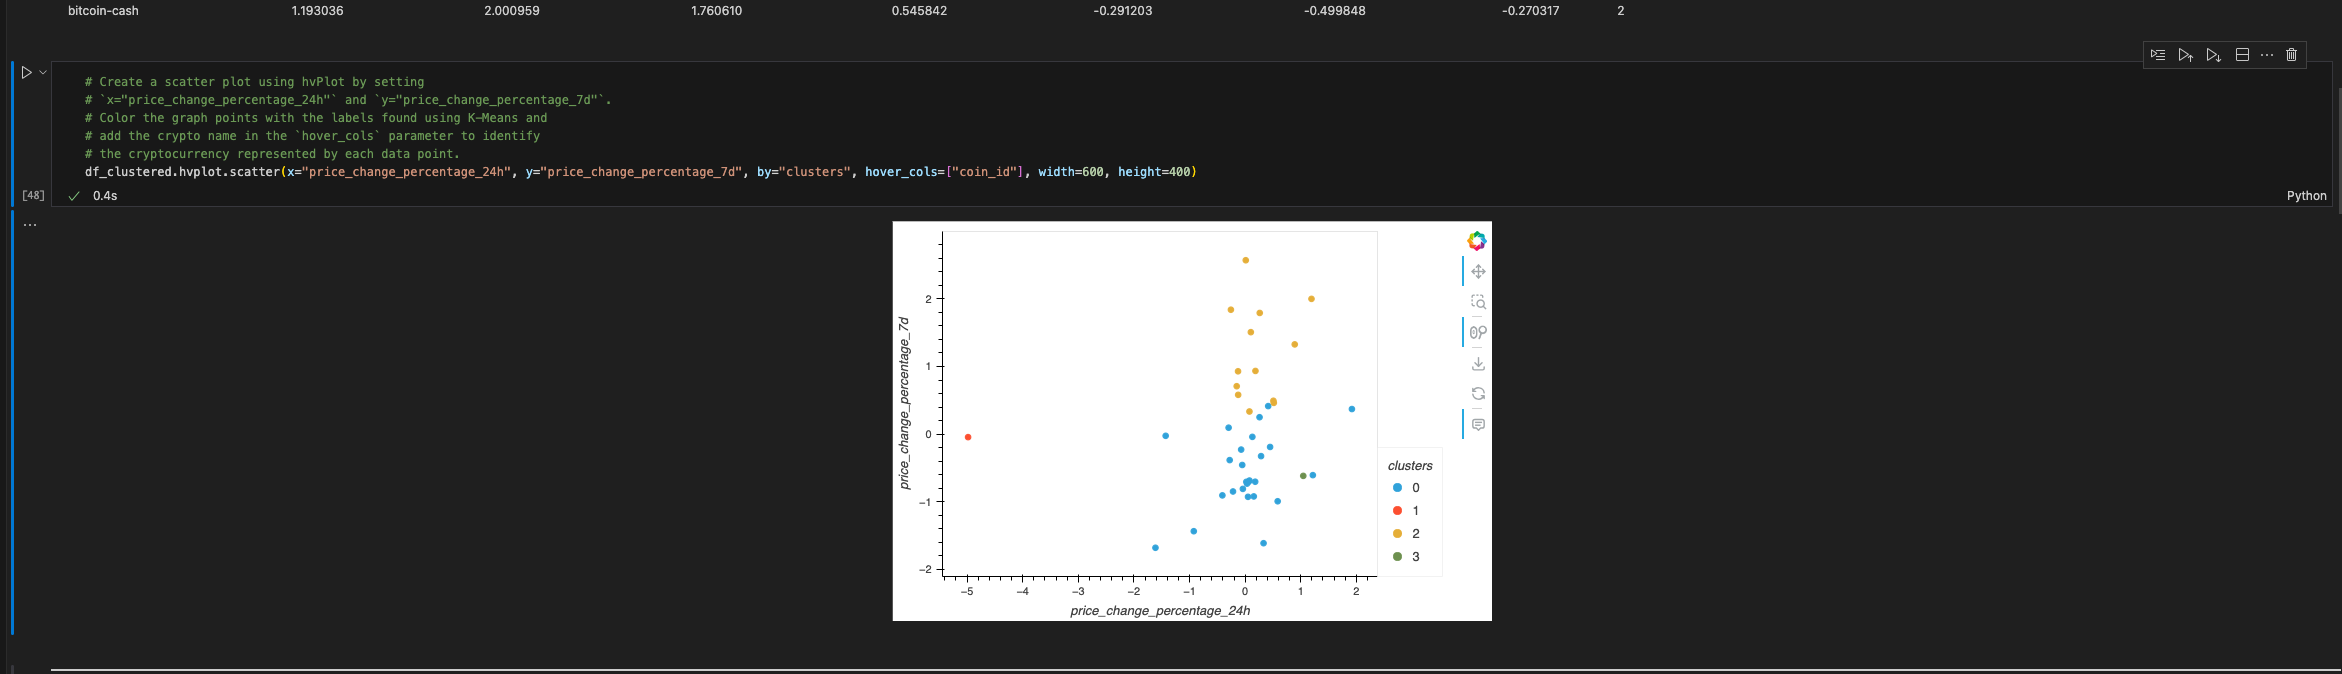 bitcoin-cash 1.193036 2.000959 1.760610 0.545842 -0.291203 -0.499848 -0.270317 2
# Create a scatter plot using hvPlot by setting
# `x="price_change_percentage_24h"` and `y="price_change_percentage_7d"`.
# Color the graph points with the labels found using K-Means and
# add the crypto name in the `hover_cols` parameter to identify
# the cryptocurrency represented by each data point.
df_clustered.hvplot.scatter(x="price_change_percentage_24h", y="price_change_percentage_7d", by="clusters", hover_cols=["coin_id"], width=600, height=400)
[48] 0.4s Python
price_change_percentage_7d
2
1
0
−1
−2
−5 −4 −3 −2 −1 0 1 2
price_change_percentage_24h
clusters
0
1
2
3